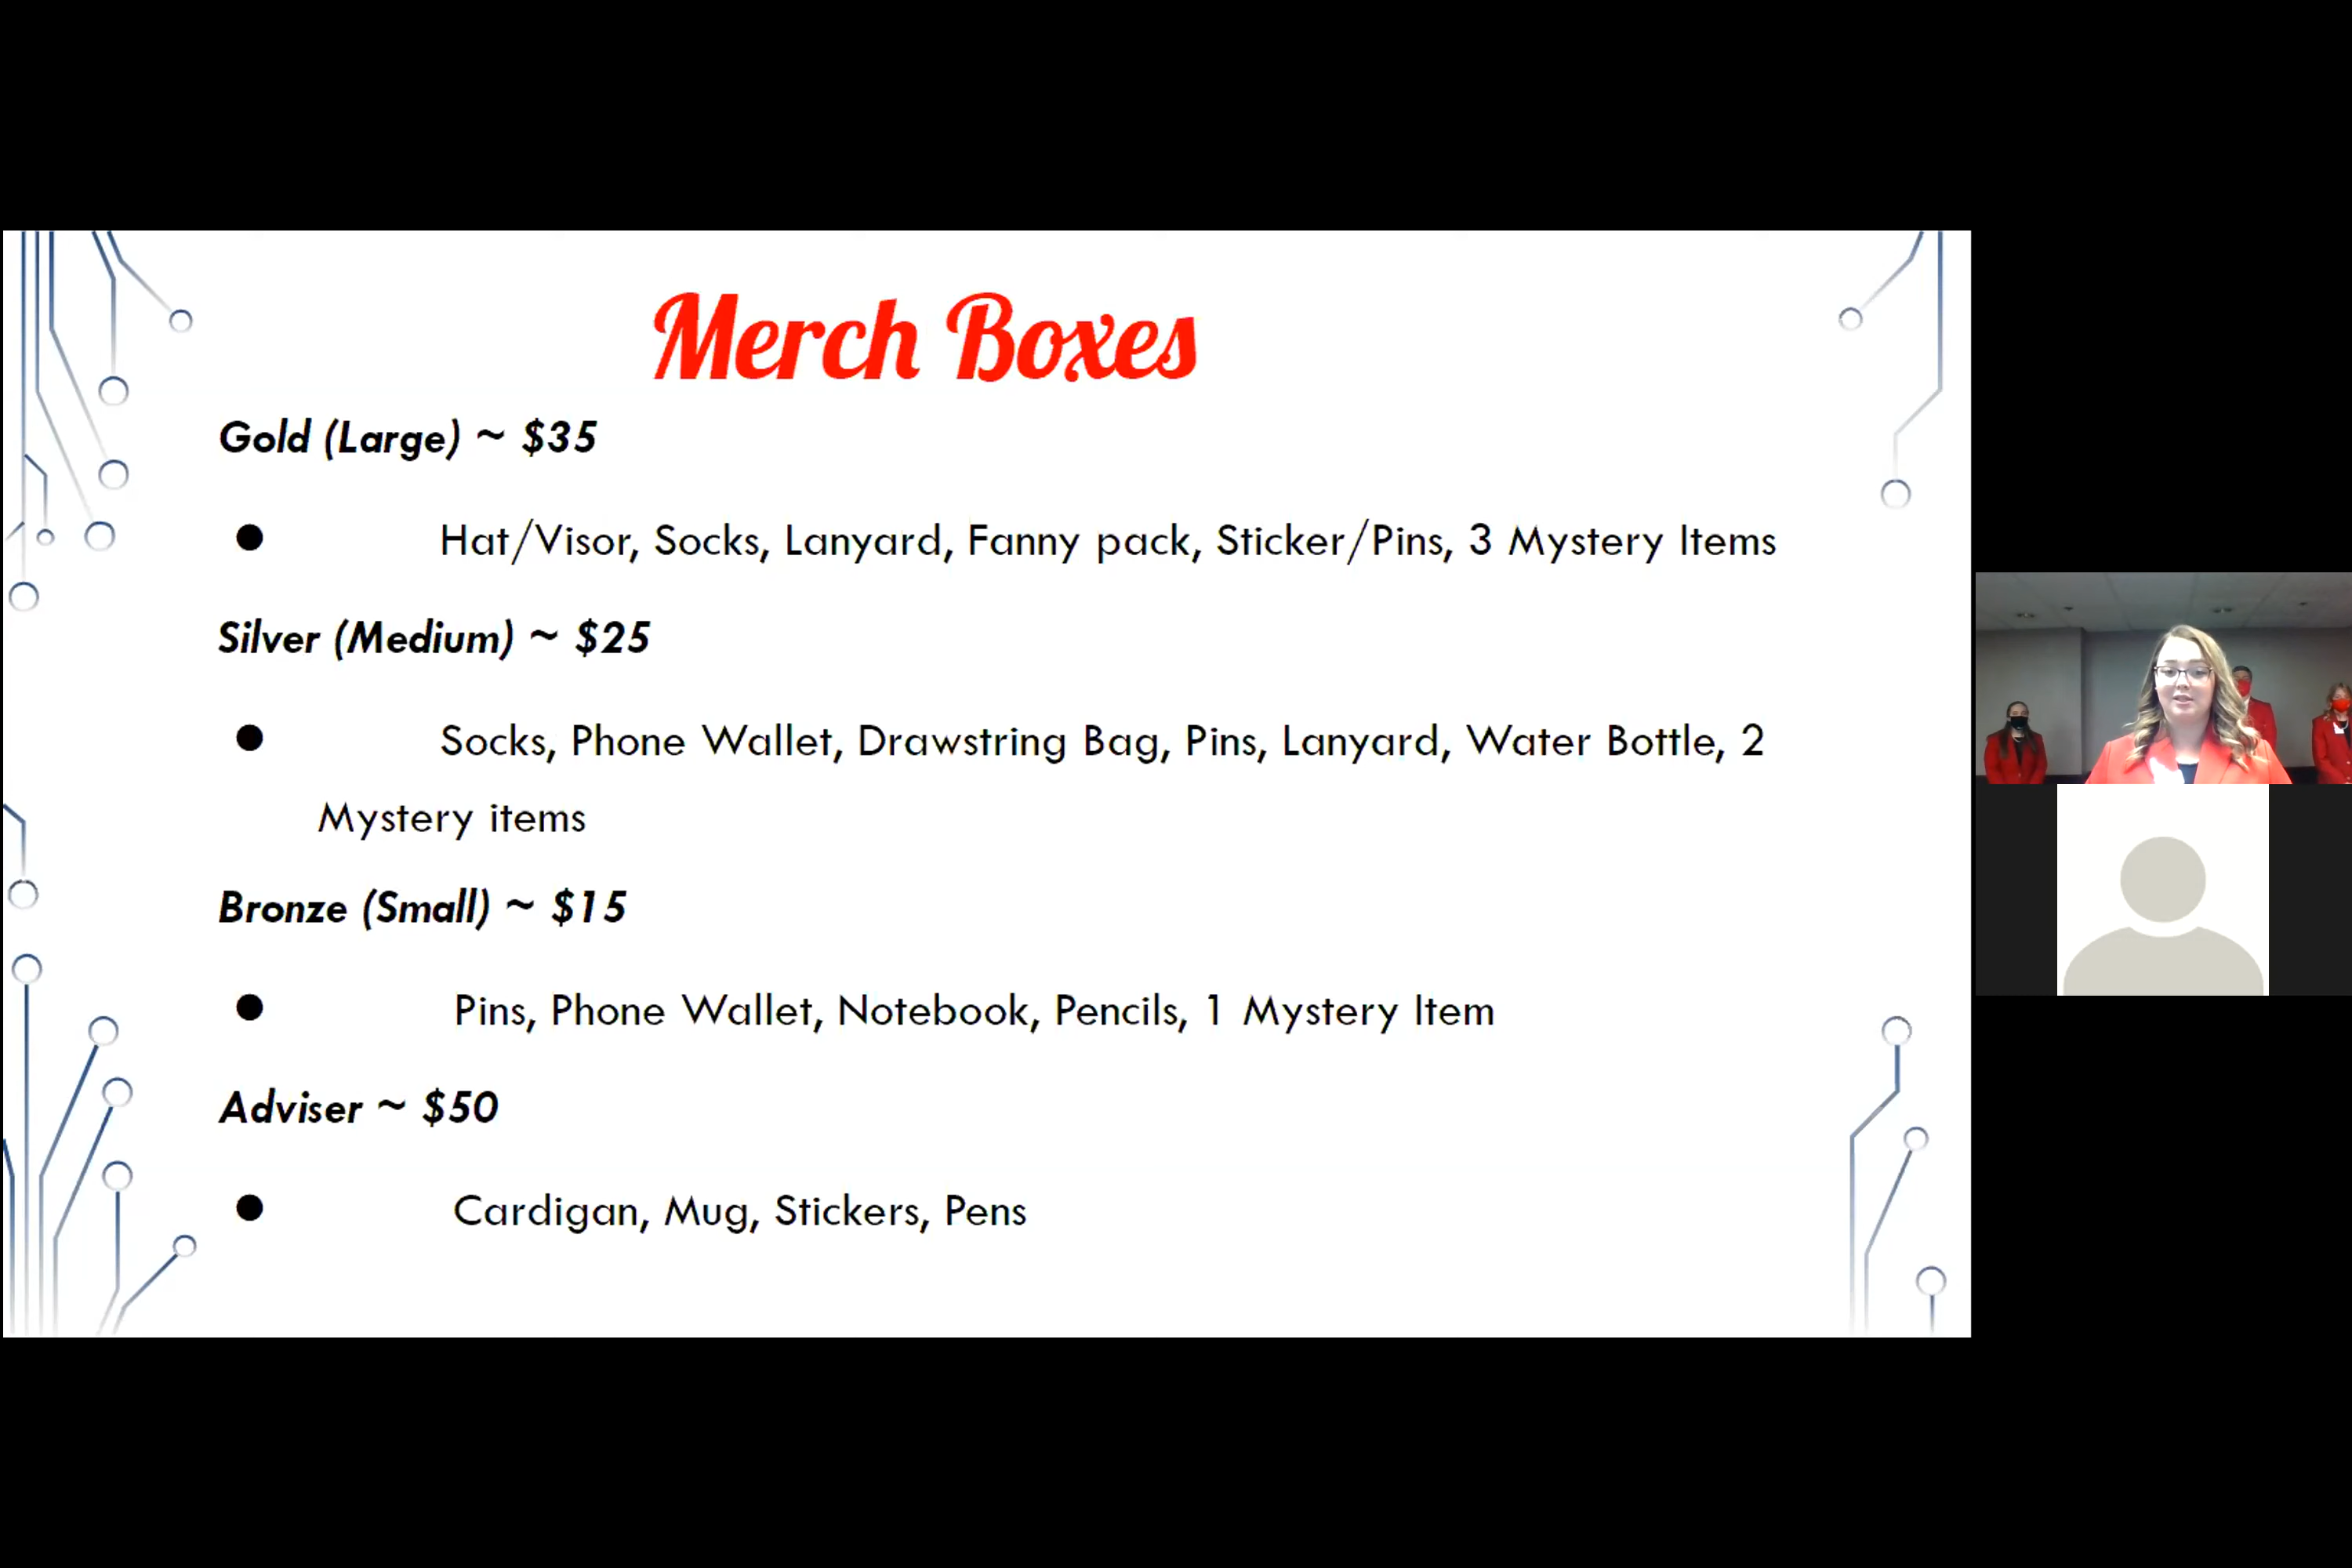 Merch Boxes
Gold (Large) ~ $35
● Hat/Visor, Socks, Lanyard, Fanny pack, Sticker/Pins, 3 Mystery Items
Silver (Medium) ~ $25
● Socks, Phone Wallet, Drawstring Bag, Pins, Lanyard, Water Bottle, 2
Mystery items
Bronze (Small) ~ $15
● Pins, Phone Wallet, Notebook, Pencils, 1 Mystery Item
Adviser ~ $50
● Cardigan, Mug, Stickers, Pens